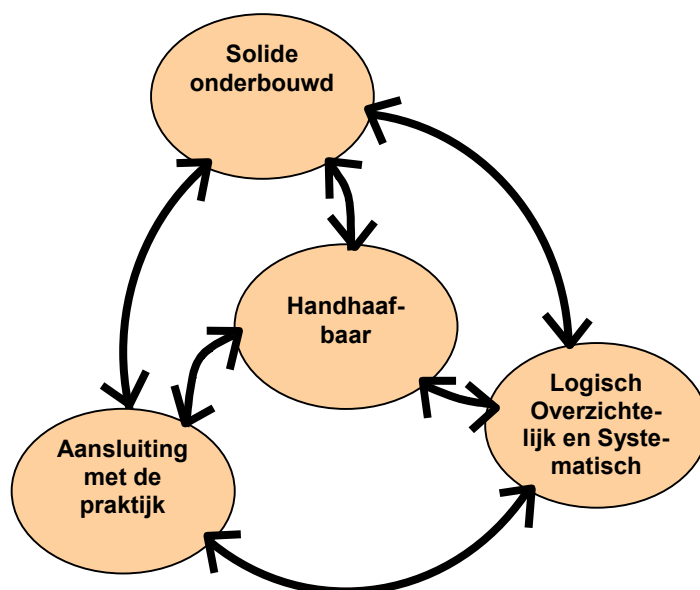 Solide
onderbouwd
Handhaaf-
baar
Logisch
Overzichte-
lijk en Syste-
matisch
Aansluiting
met de
praktijk